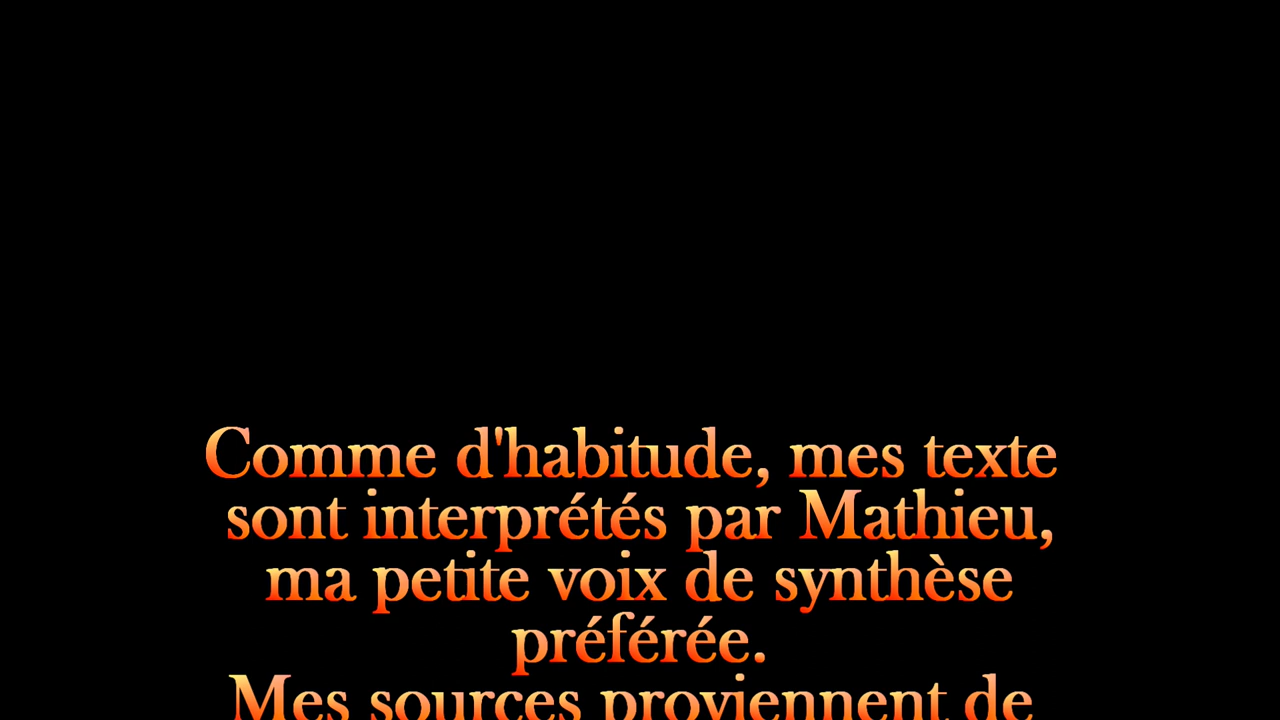 Comme d'habitude, mes texte
sont interprétés par Mathieu,
ma petite voix de synthèse
préférée.
Mes sources proviennent de